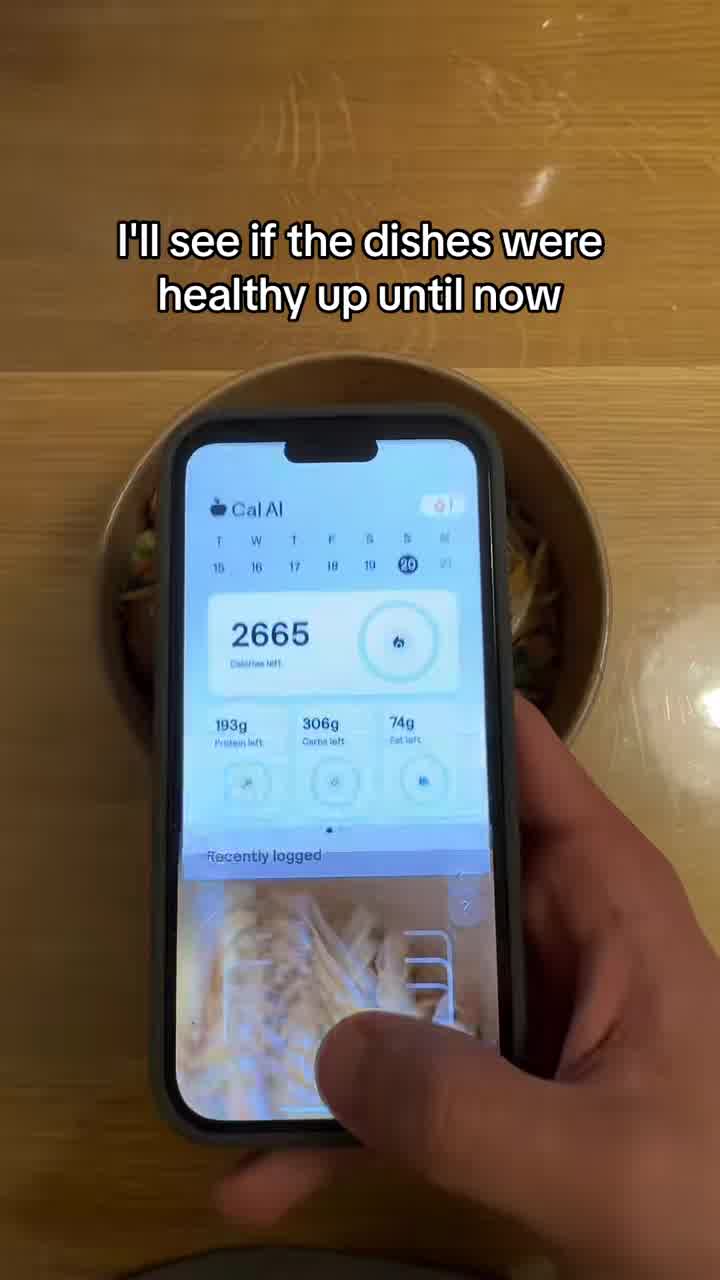 I'll see if the dishes were
healthy up until now
Cal AI
T W T F S S M
15 16 17 18 19 20 21
2665
Calories left
193g 306g 74g
Protein left Carbs left Fat left
Recently logged